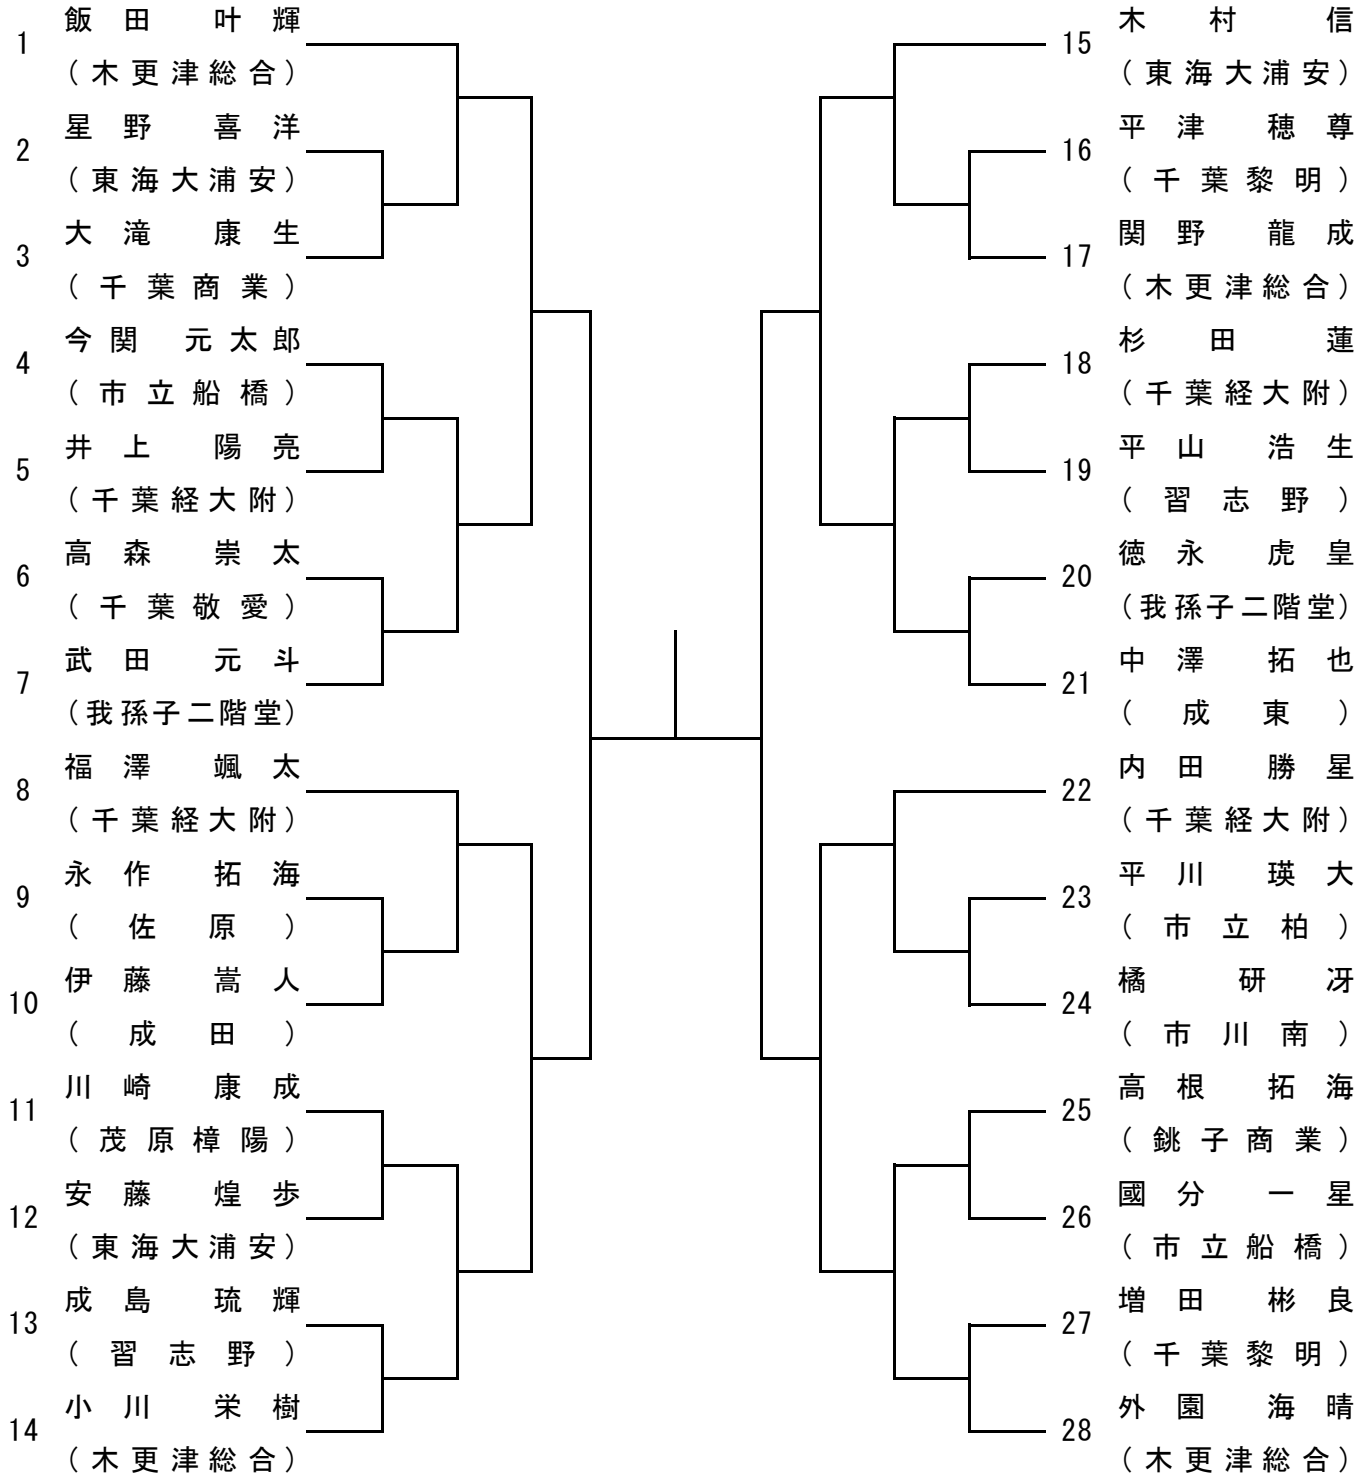 1 飯田 叶輝
(木更津総合)
2 星野 喜洋
(東海大浦安)
3 大滝 康生
(千葉商業)
4 今関 元太郎
(市立船橋)
5 井上 陽亮
(千葉経大附)
6 高森 崇太
(千葉敬愛)
7 武田 元斗
(我孫子二階堂)
8 福澤 颯太
(千葉経大附)
9 永作 拓海
(佐原)
10 伊藤 嵩人
(成田)
11 川崎 康成
(茂原樟陽)
12 安藤 煌歩
(東海大浦安)
13 成島 琉輝
(習志野)
14 小川 栄樹
(木更津総合)
15 木村 信
(東海大浦安)
16 平津 穂尊
(千葉黎明)
17 関野 龍成
(木更津総合)
18 杉田 蓮
(千葉経大附)
19 平山 浩生
(習志野)
20 徳永 虎皇
(我孫子二階堂)
21 中澤 拓也
(成東)
22 内田 勝星
(千葉経大附)
23 平川 瑛大
(市立柏)
24 橘 研冴
(市川南)
25 高根 拓海
(銚子商業)
26 國分 一星
(市立船橋)
27 増田 彬良
(千葉黎明)
28 外園 海晴
(木更津総合)